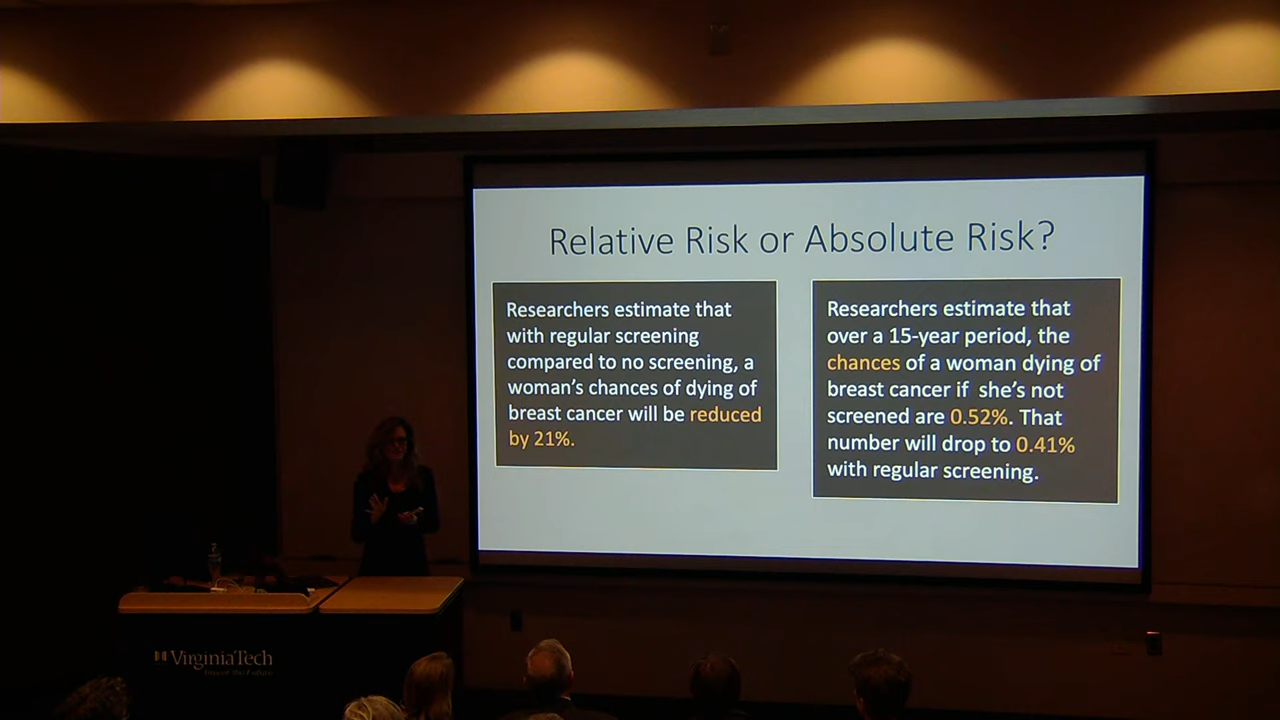 Relative Risk or Absolute Risk?
Researchers estimate that
with regular screening
compared to no screening, a
woman's chances of dying of
breast cancer will be reduced
by 21%.
Researchers estimate that
over a 15-year period, the
chances of a woman dying of
breast cancer if she's not
screened are 0.52%. That
number will drop to 0.41%
with regular screening.
VirginiaTech